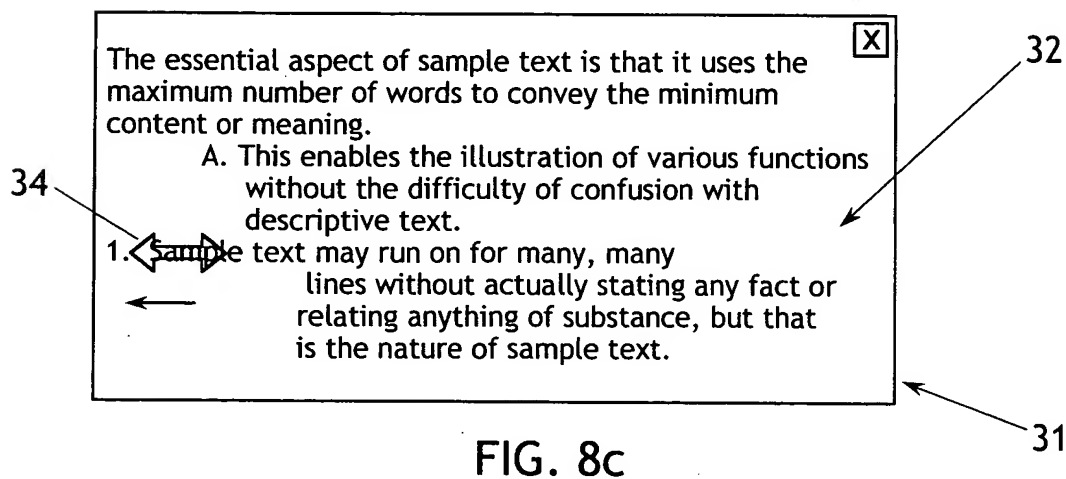 X
32
The essential aspect of sample text is that it uses the
maximum number of words to convey the minimum
content or meaning.
A. This enables the illustration of various functions
without the difficulty of confusion with
descriptive text.
34
1. Sample text may run on for many, many
lines without actually stating any fact or
relating anything of substance, but that
is the nature of sample text.
31
FIG. 8c